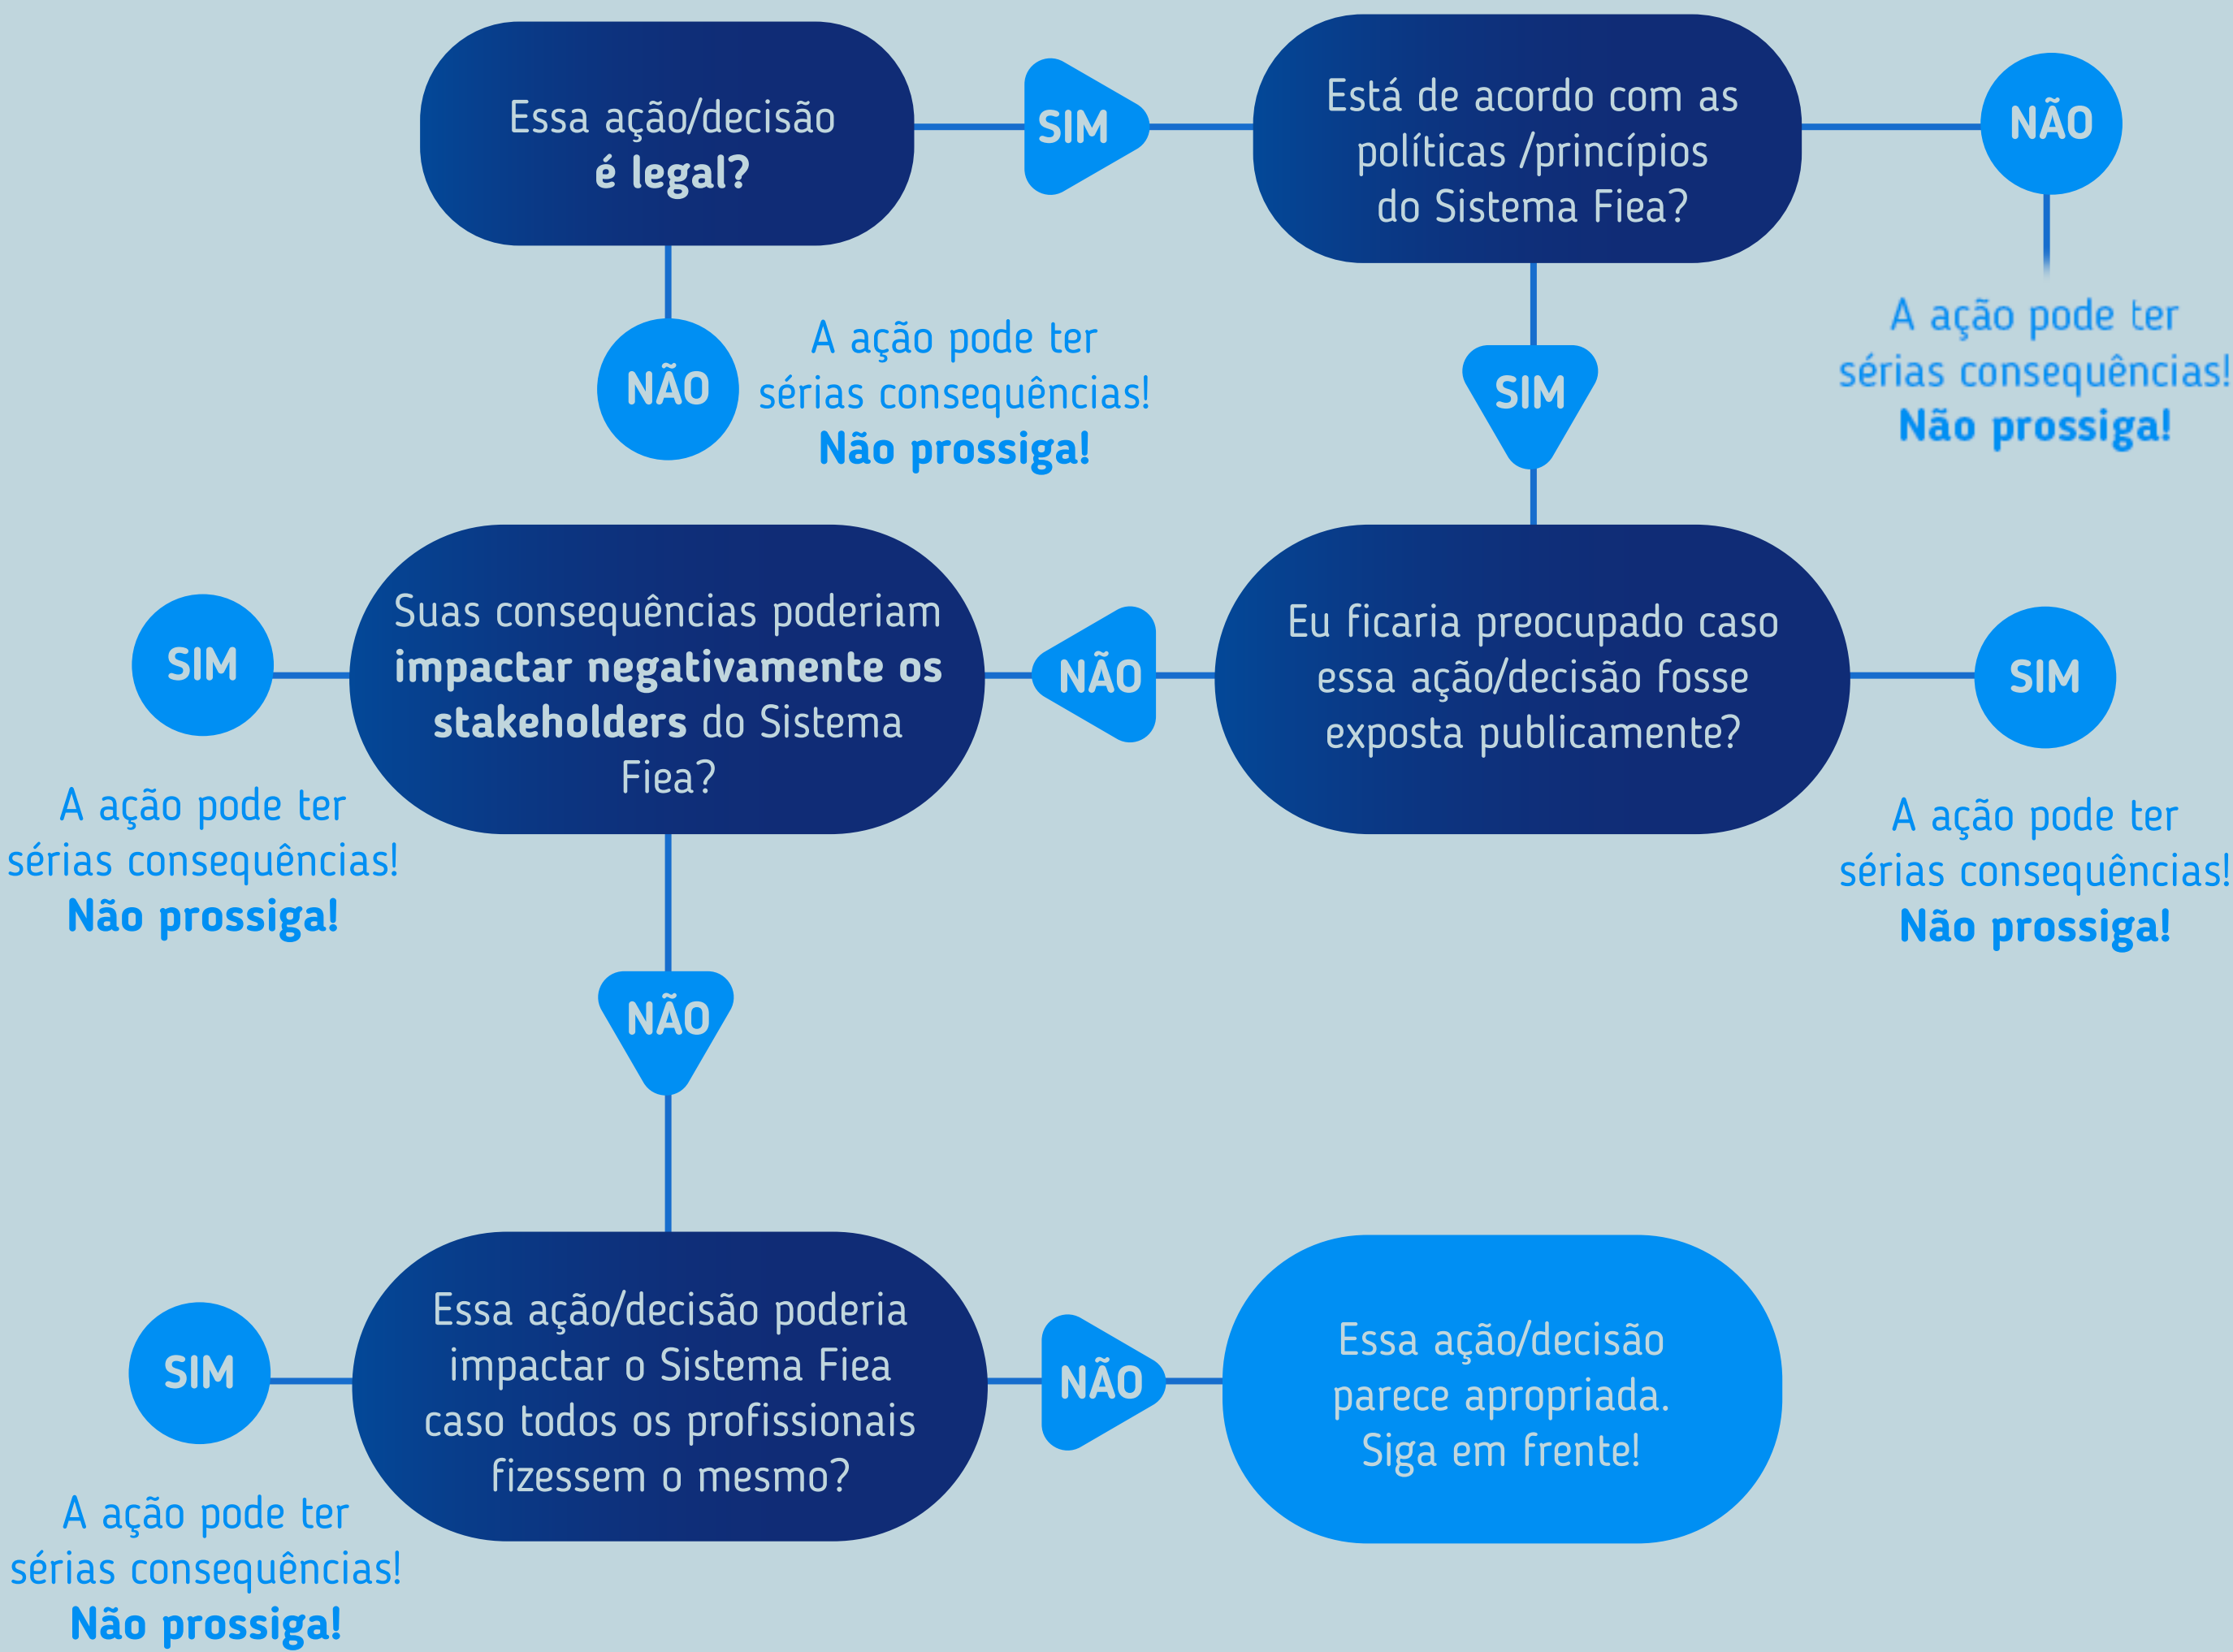 Essa ação/decisão
é legal?
SIM
Está de acordo com as
políticas /princípios
do Sistema Fiea?
NÃO
A ação pode ter
sérias consequências!
Não prossiga!
NÃO
A ação pode ter
sérias consequências!
Não prossiga!
SIM
Eu ficaria preocupado caso
essa ação/decisão fosse
exposta publicamente?
SIM
A ação pode ter
sérias consequências!
Não prossiga!
NÃO
Suas consequências poderiam
impactar negativamente os
stakeholders do Sistema
Fiea?
SIM
A ação pode ter
sérias consequências!
Não prossiga!
NÃO
Essa ação/decisão poderia
impactar o Sistema Fiea
caso todos os profissionais
fizessem o mesmo?
SIM
A ação pode ter
sérias consequências!
Não prossiga!
NÃO
Essa ação/decisão
parece apropriada.
Siga em frente!